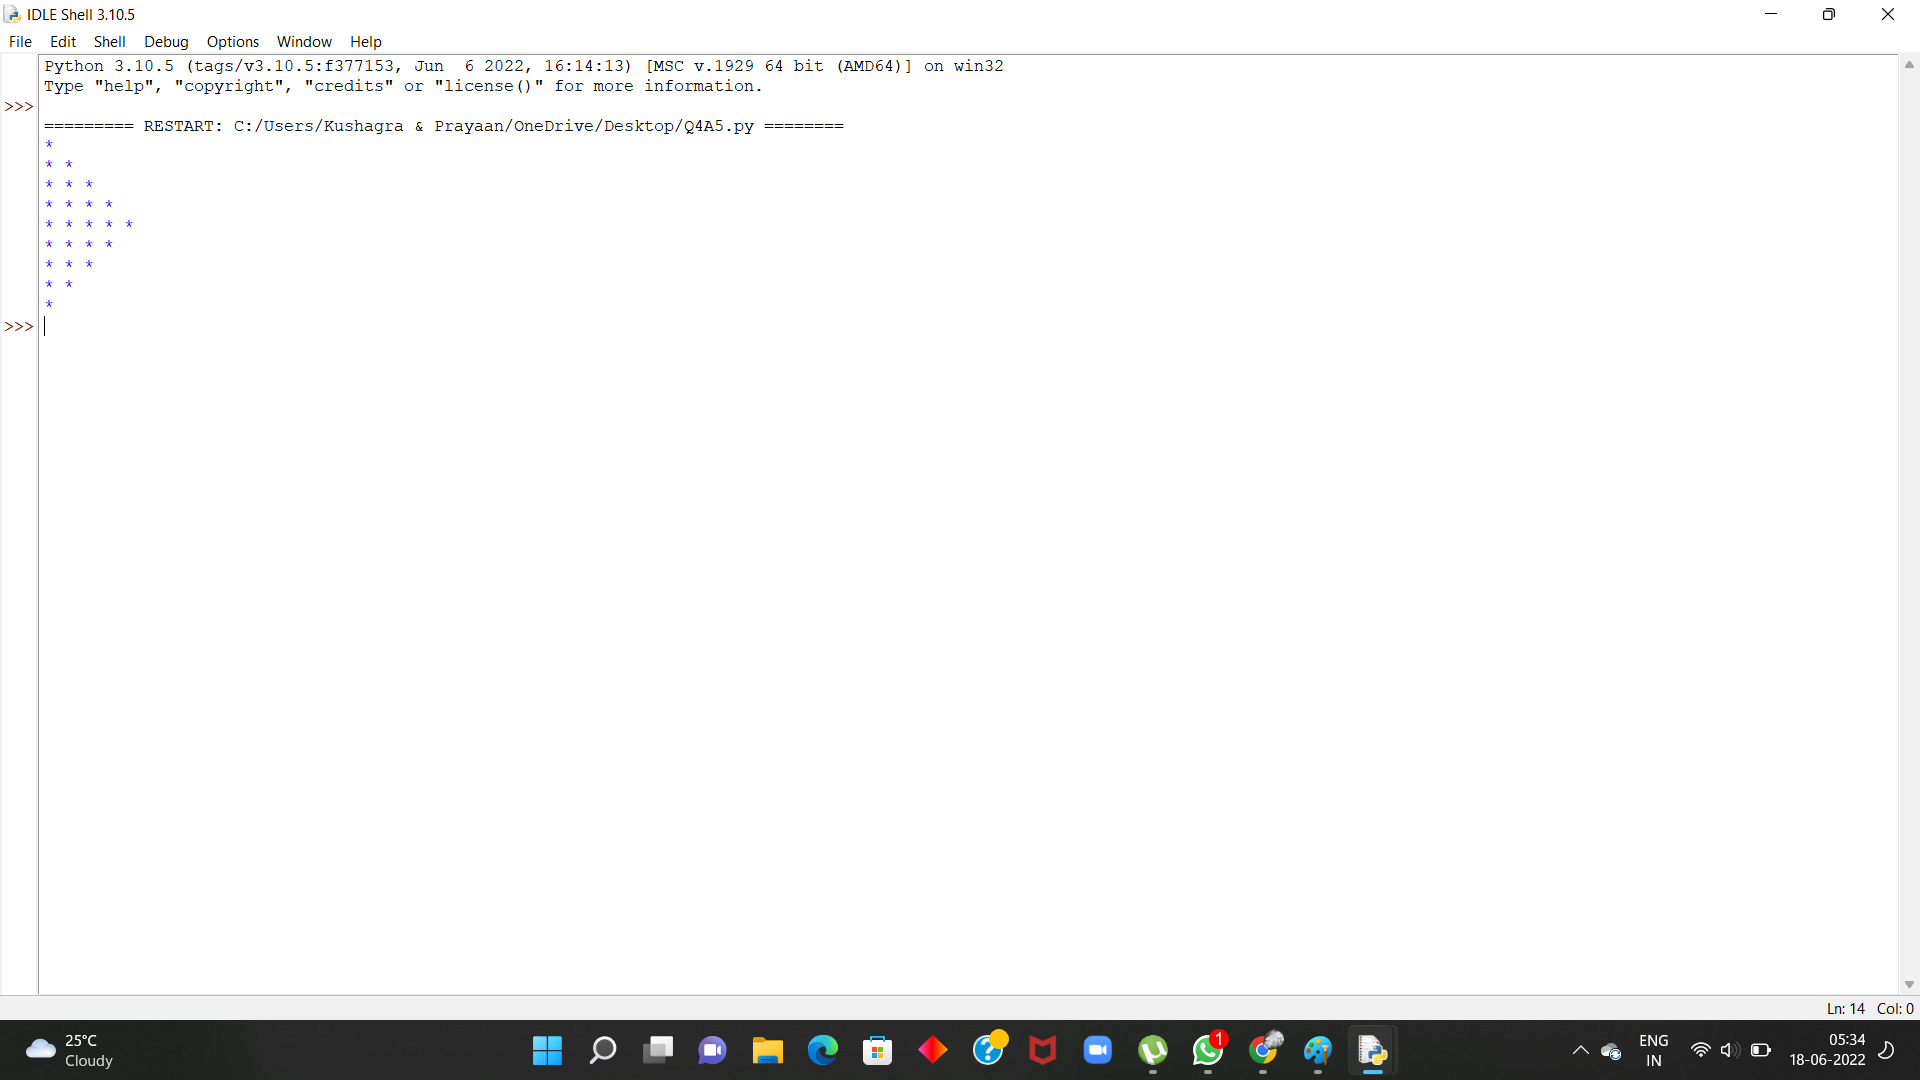 IDLE Shell 3.10.5
File Edit Shell Debug Options Window Help
Python 3.10.5 (tags/v3.10.5:f377153, Jun  6 2022, 16:14:13) [MSC v.1929 64 bit (AMD64)] on win32
Type "help", "copyright", "credits" or "license()" for more information.
>>>
========= RESTART: C:/Users/Kushagra & Prayaan/OneDrive/Desktop/Q4A5.py ========
*
* *
* * *
* * * *
* * * * *
* * * *
* * *
* *
*
>>>
Ln: 14 Col: 0
25°C
Cloudy
1
ENG
IN
05:34
18-06-2022